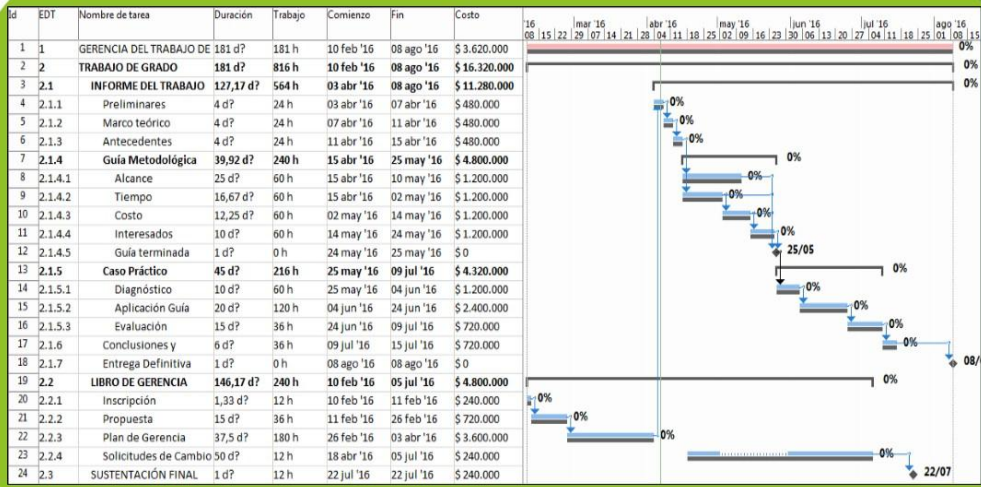 Id EDT Nombre de tarea Duración Trabajo Comienzo Fin Costo
'16 mar '16 abr '16 may '16 jun '16 jul '16 ago '16
08 15 22 29 07 14 21 28 04 11 18 25 02 09 16 23 30 06 13 20 27 04 11 18 25 01 08 15
1 1 GERENCIA DEL TRABAJO DE 181 d? 181 h 10 feb '16 08 ago '16 $ 3.620.000 0%
2 2 TRABAJO DE GRADO 181 d? 816 h 10 feb '16 08 ago '16 $ 16.320.000 0%
3 2.1 INFORME DEL TRABAJO 127,17 d? 564 h 03 abr '16 08 ago '16 $ 11.280.000 0%
4 2.1.1 Preliminares 4 d? 24 h 03 abr '16 07 abr '16 $ 480.000 0%
5 2.1.2 Marco teórico 4 d? 24 h 07 abr '16 11 abr '16 $ 480.000 0%
6 2.1.3 Antecedentes 4 d? 24 h 11 abr '16 15 abr '16 $ 480.000 0%
7 2.1.4 Guía Metodológica 39,92 d? 240 h 15 abr '16 25 may '16 $ 4.800.000 0%
8 2.1.4.1 Alcance 25 d? 60 h 15 abr '16 10 may '16 $ 1.200.000 0%
9 2.1.4.2 Tiempo 16,67 d? 60 h 15 abr '16 02 may '16 $ 1.200.000 0%
10 2.1.4.3 Costo 12,25 d? 60 h 02 may '16 14 may '16 $ 1.200.000 0%
11 2.1.4.4 Interesados 10 d? 60 h 14 may '16 24 may '16 $ 1.200.000 0%
12 2.1.4.5 Guía terminada 1 d? 0 h 24 may '16 25 may '16 $ 0 25/05
13 2.1.5 Caso Práctico 45 d? 216 h 25 may '16 09 jul '16 $ 4.320.000 0%
14 2.1.5.1 Diagnóstico 10 d? 60 h 25 may '16 04 jun '16 $ 1.200.000 0%
15 2.1.5.2 Aplicación Guía 20 d? 120 h 04 jun '16 24 jun '16 $ 2.400.000 0%
16 2.1.5.3 Evaluación 15 d? 36 h 24 jun '16 09 jul '16 $ 720.000 0%
17 2.1.6 Conclusiones y 6 d? 36 h 09 jul '16 15 jul '16 $ 720.000 0%
18 2.1.7 Entrega Definitiva 1 d? 0 h 08 ago '16 08 ago '16 $ 0 08/
19 2.2 LIBRO DE GERENCIA 146,17 d? 240 h 10 feb '16 05 jul '16 $ 4.800.000 0%
20 2.2.1 Inscripción 1,33 d? 12 h 10 feb '16 11 feb '16 $ 240.000 0%
21 2.2.2 Propuesta 15 d? 36 h 11 feb '16 26 feb '16 $ 720.000 0%
22 2.2.3 Plan de Gerencia 37,5 d? 180 h 26 feb '16 03 abr '16 $ 3.600.000 0%
23 2.2.4 Solicitudes de Cambio 50 d? 12 h 18 abr '16 05 jul '16 $ 240.000 0%
24 2.3 SUSTENTACIÓN FINAL 1 d? 12 h 22 jul '16 22 jul '16 $ 240.000 22/07